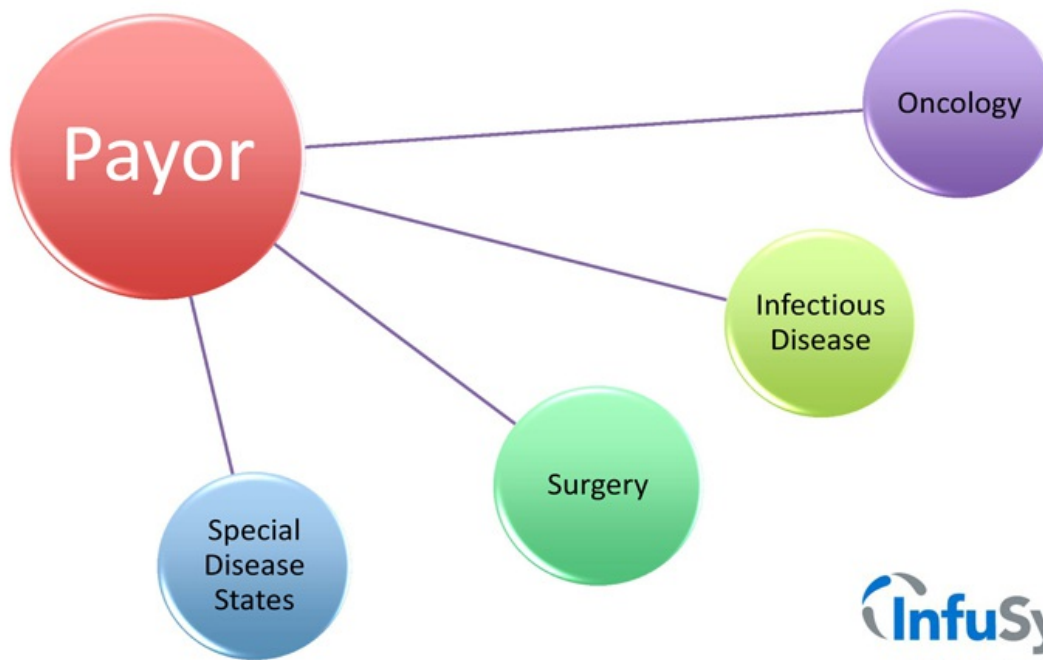 Payor
Oncology
Infectious
Disease
Surgery
Special
Disease
States
InfuSy